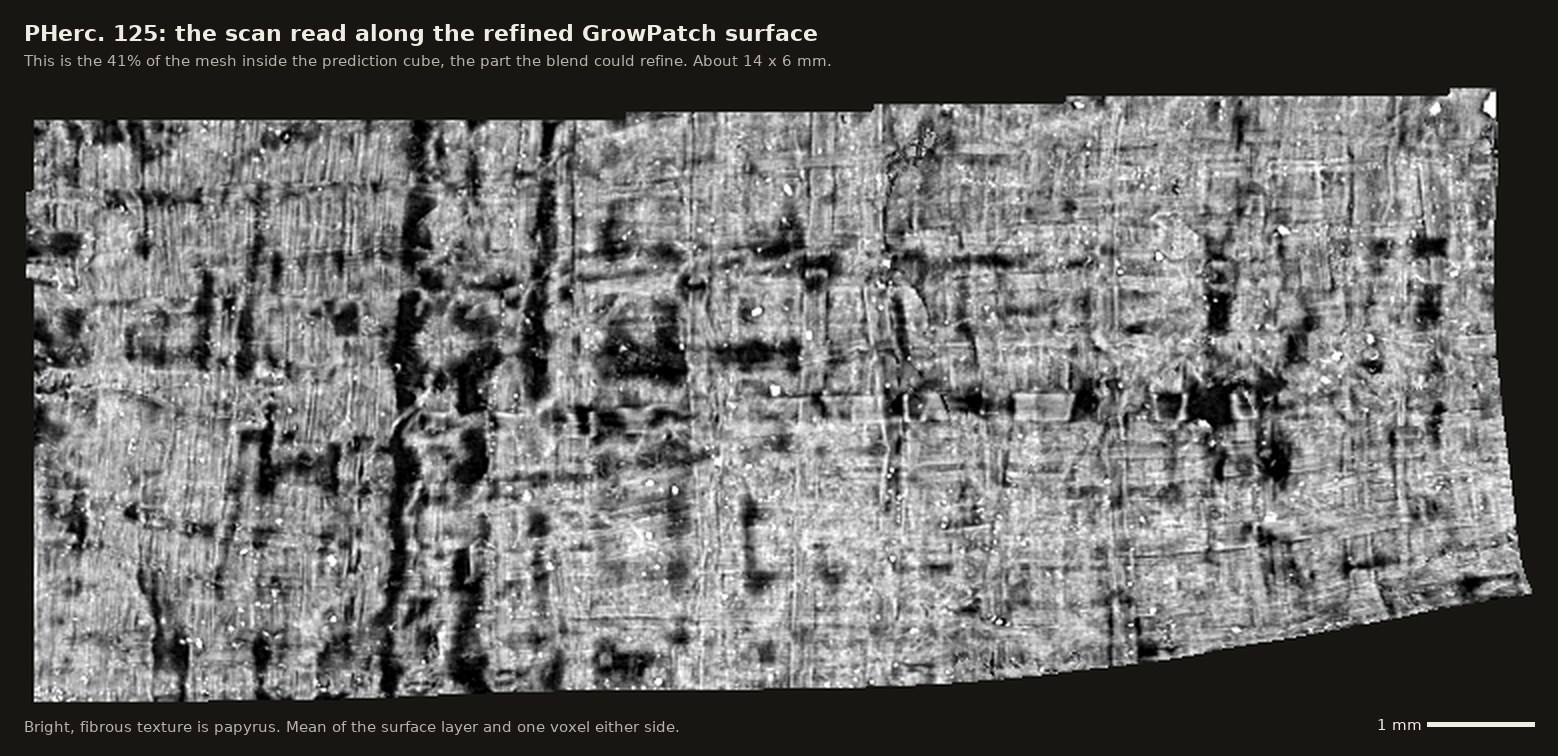 PHerc. 125: the scan read along the refined GrowPatch surface
This is the 41% of the mesh inside the prediction cube, the part the blend could refine. About 14 x 6 mm.
Bright, fibrous texture is papyrus. Mean of the surface layer and one voxel either side.
1 mm